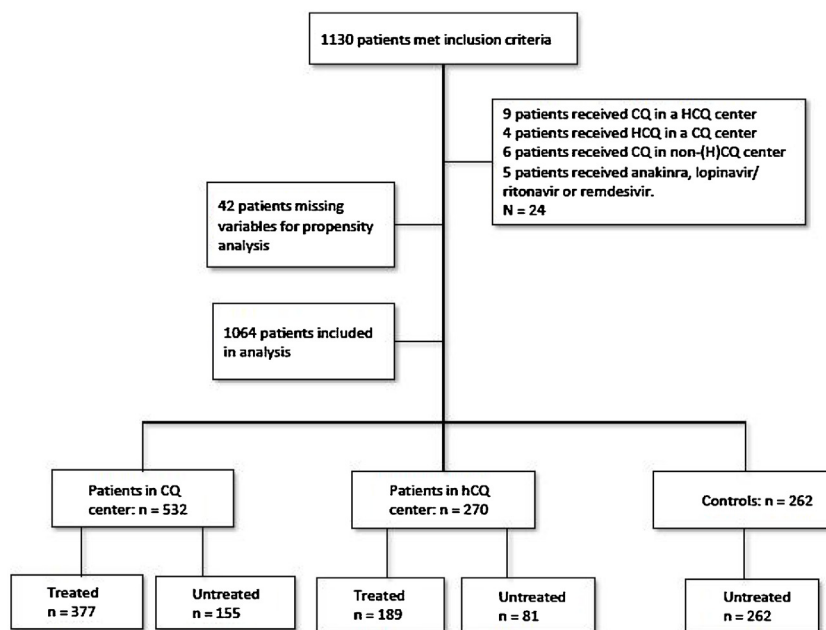 1130 patients met inclusion criteria
9 patients received CQ in a HCQ center
4 patients received HCQ in a CQ center
6 patients received CQ in non-(H)CQ center
5 patients received anakinra, lopinavir/
ritonavir or remdesivir.
N = 24
42 patients missing
variables for propensity
analysis
1064 patients included
in analysis
Patients in CQ
center: n = 532
Patients in hCQ
center: n = 270
Controls: n = 262
Treated
n = 377
Untreated
n = 155
Treated
n = 189
Untreated
n = 81
Untreated
n = 262